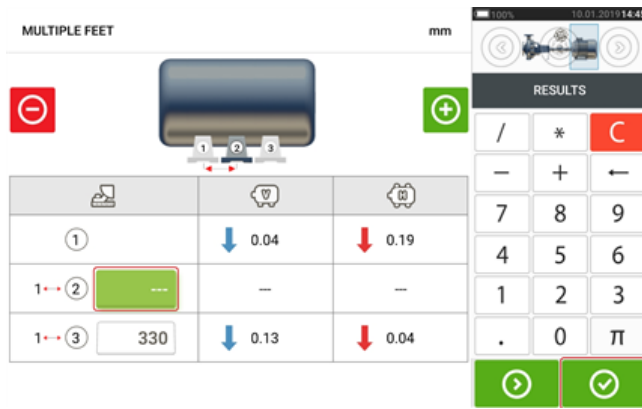 100% 10.01.2019 14:45
MULTIPLE FEET mm
RESULTS
1 2 3
/ * C
− + ←
V H
1 0.04 0.19
1↔2 --- --- ---
1↔3 330 0.13 0.04
7 8 9
4 5 6
1 2 3
. 0 π